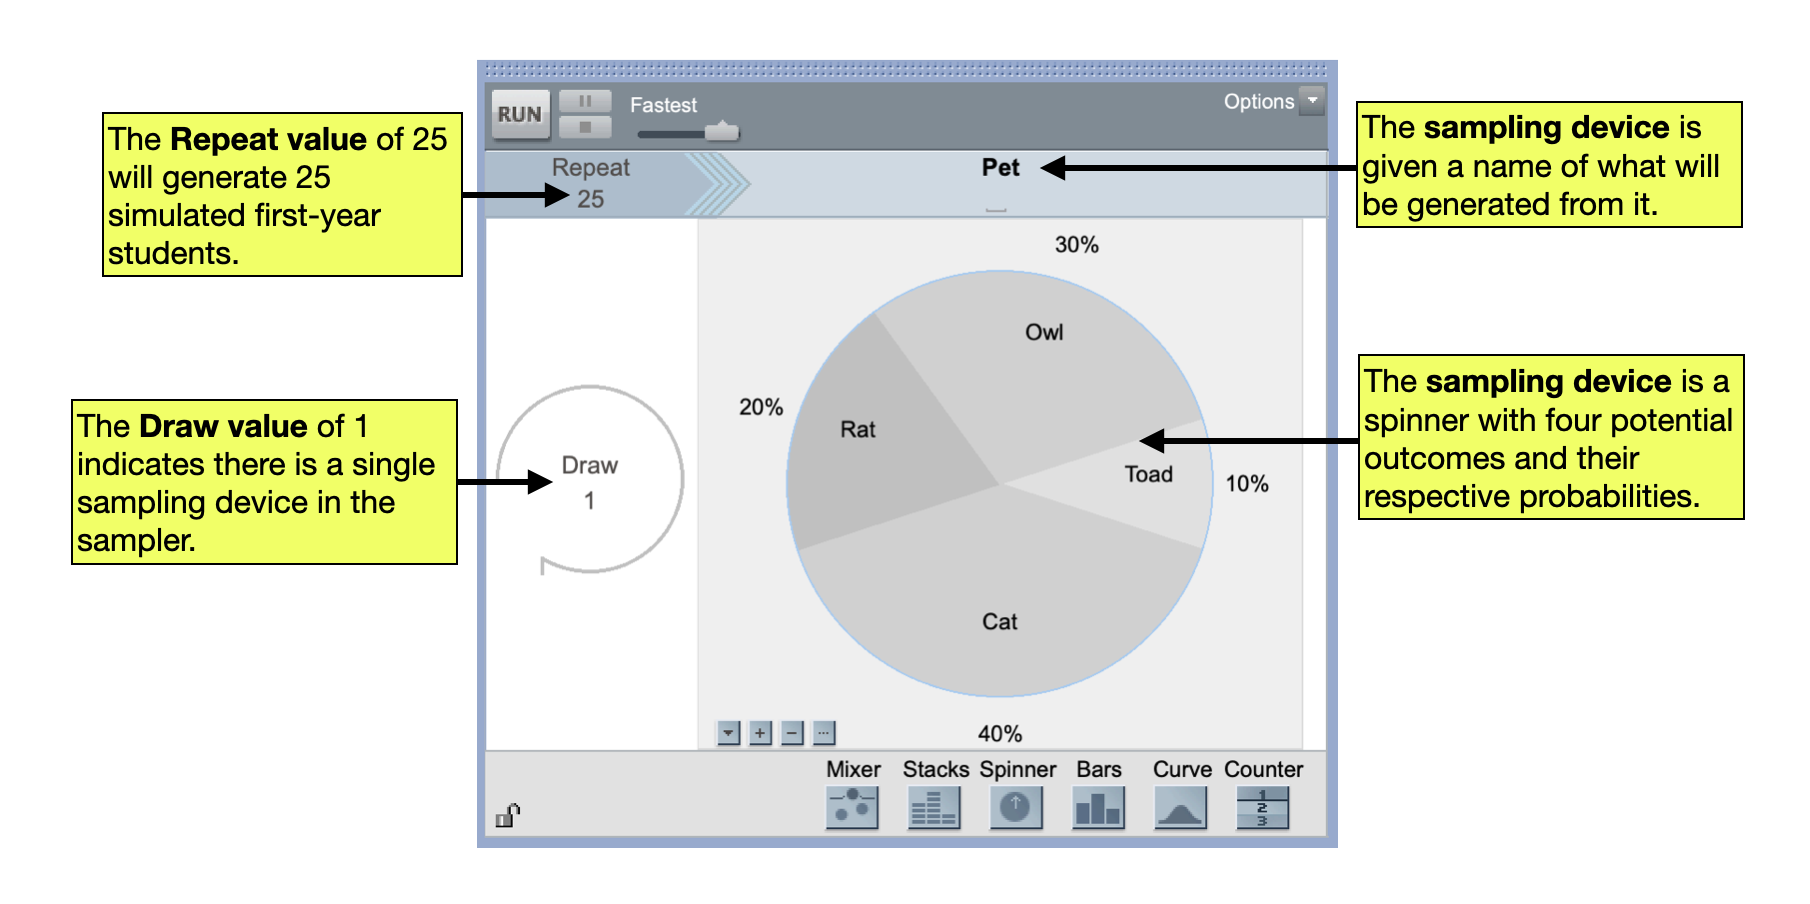 RUN
Fastest
Options
Repeat
25
Pet
The Repeat value of 25
will generate 25
simulated first-year
students.
The sampling device is
given a name of what will
be generated from it.
30%
Owl
20%
Rat
Toad
10%
Cat
40%
Draw
1
The Draw value of 1
indicates there is a single
sampling device in the
sampler.
The sampling device is a
spinner with four potential
outcomes and their
respective probabilities.
Mixer Stacks Spinner Bars Curve Counter
1
2
3